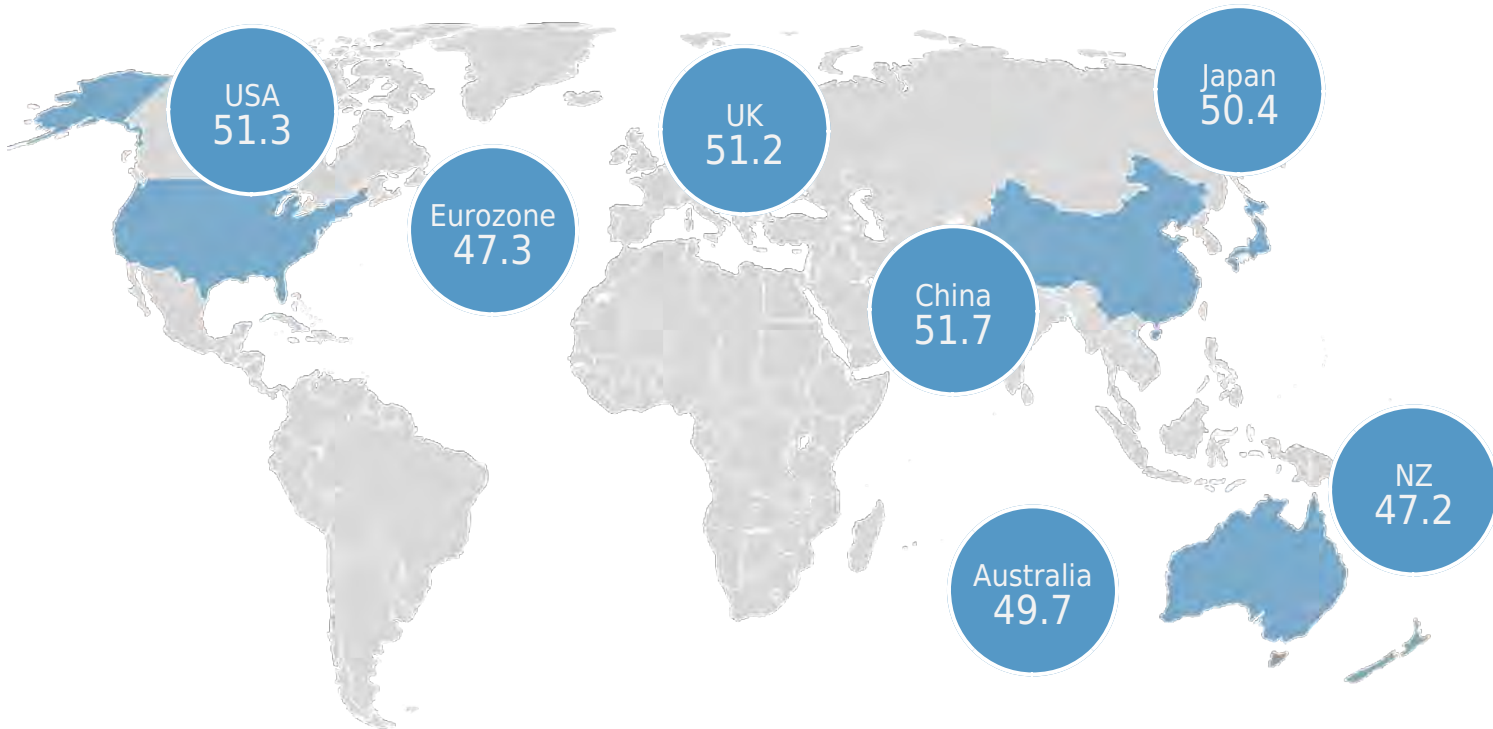 USA
51.3
UK
51.2
Japan
50.4
Eurozone
47.3
China
51.7
NZ
47.2
Australia
49.7